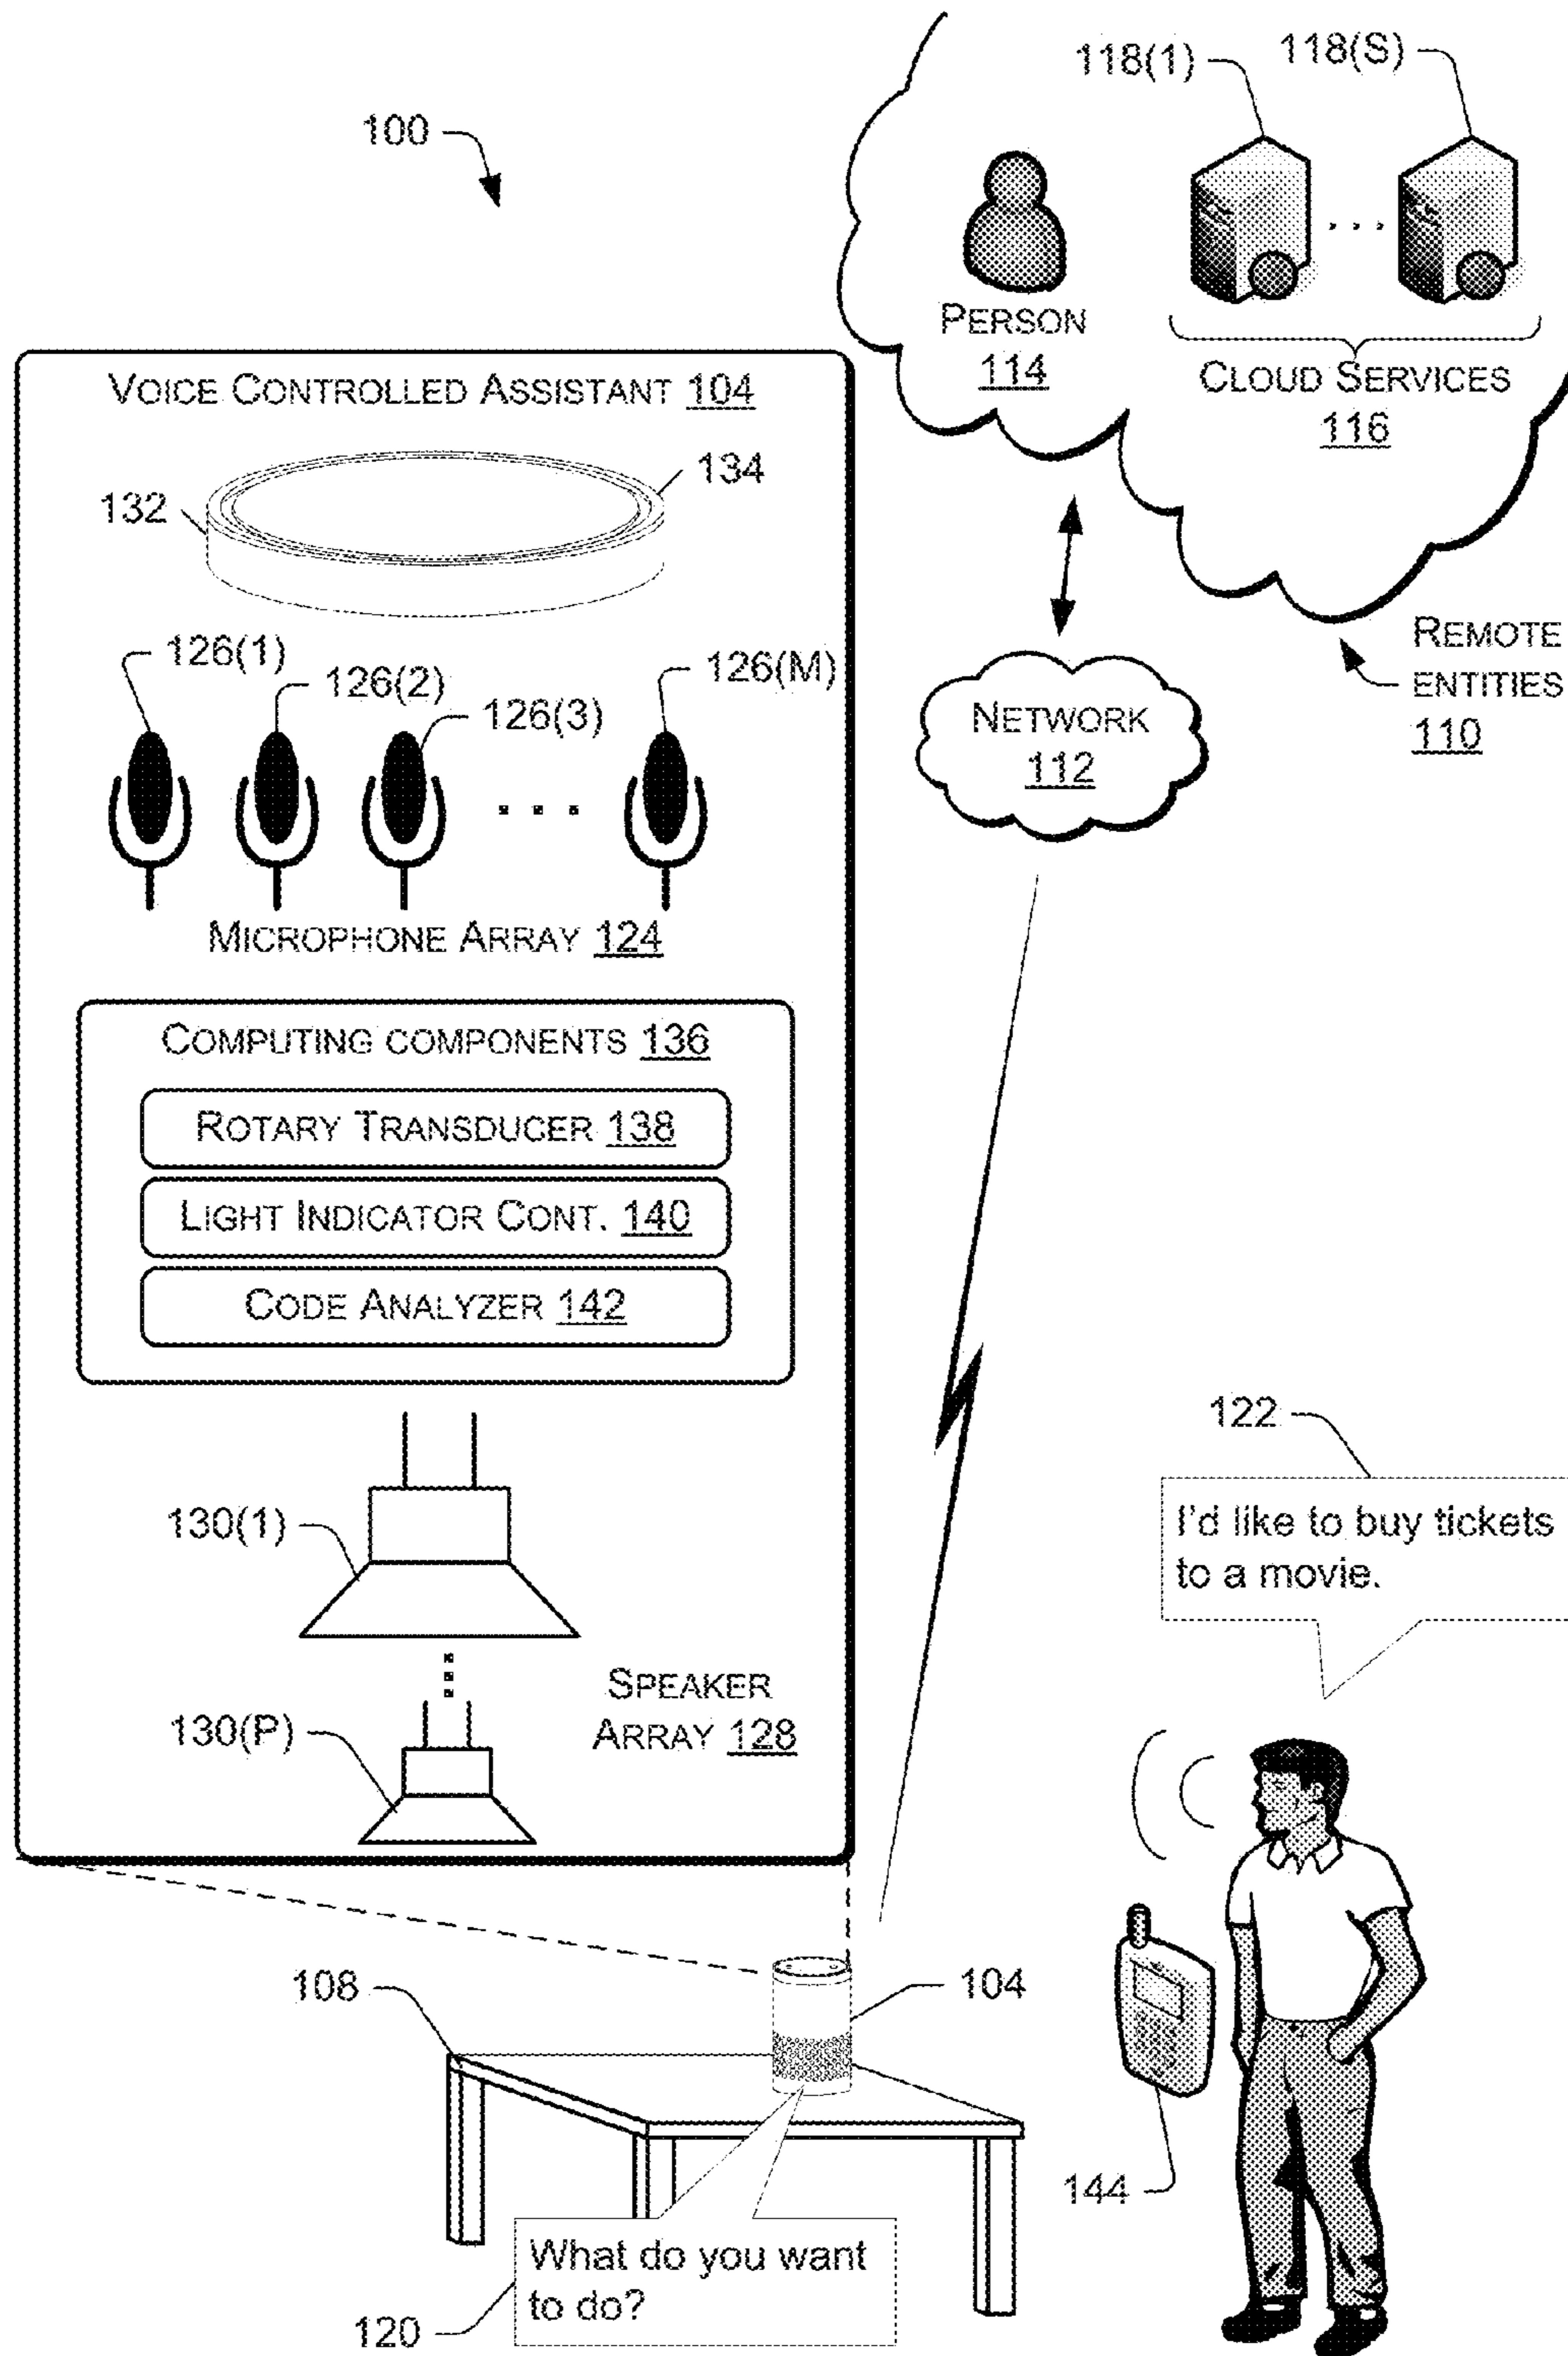 118(1)
118(S)
100
PERSON
114
CLOUD SERVICES
116
VOICE CONTROLLED ASSISTANT 104
134
132
126(1)
126(2)
126(3)
126(M)
MICROPHONE ARRAY 124
REMOTE
ENTITIES
110
NETWORK
112
COMPUTING COMPONENTS 136
ROTARY TRANSDUCER 138
LIGHT INDICATOR CONT. 140
CODE ANALYZER 142
130(1)
SPEAKER
ARRAY 128
130(P)
122
I'd like to buy tickets
to a movie.
108
104
144
What do you want
to do?
120